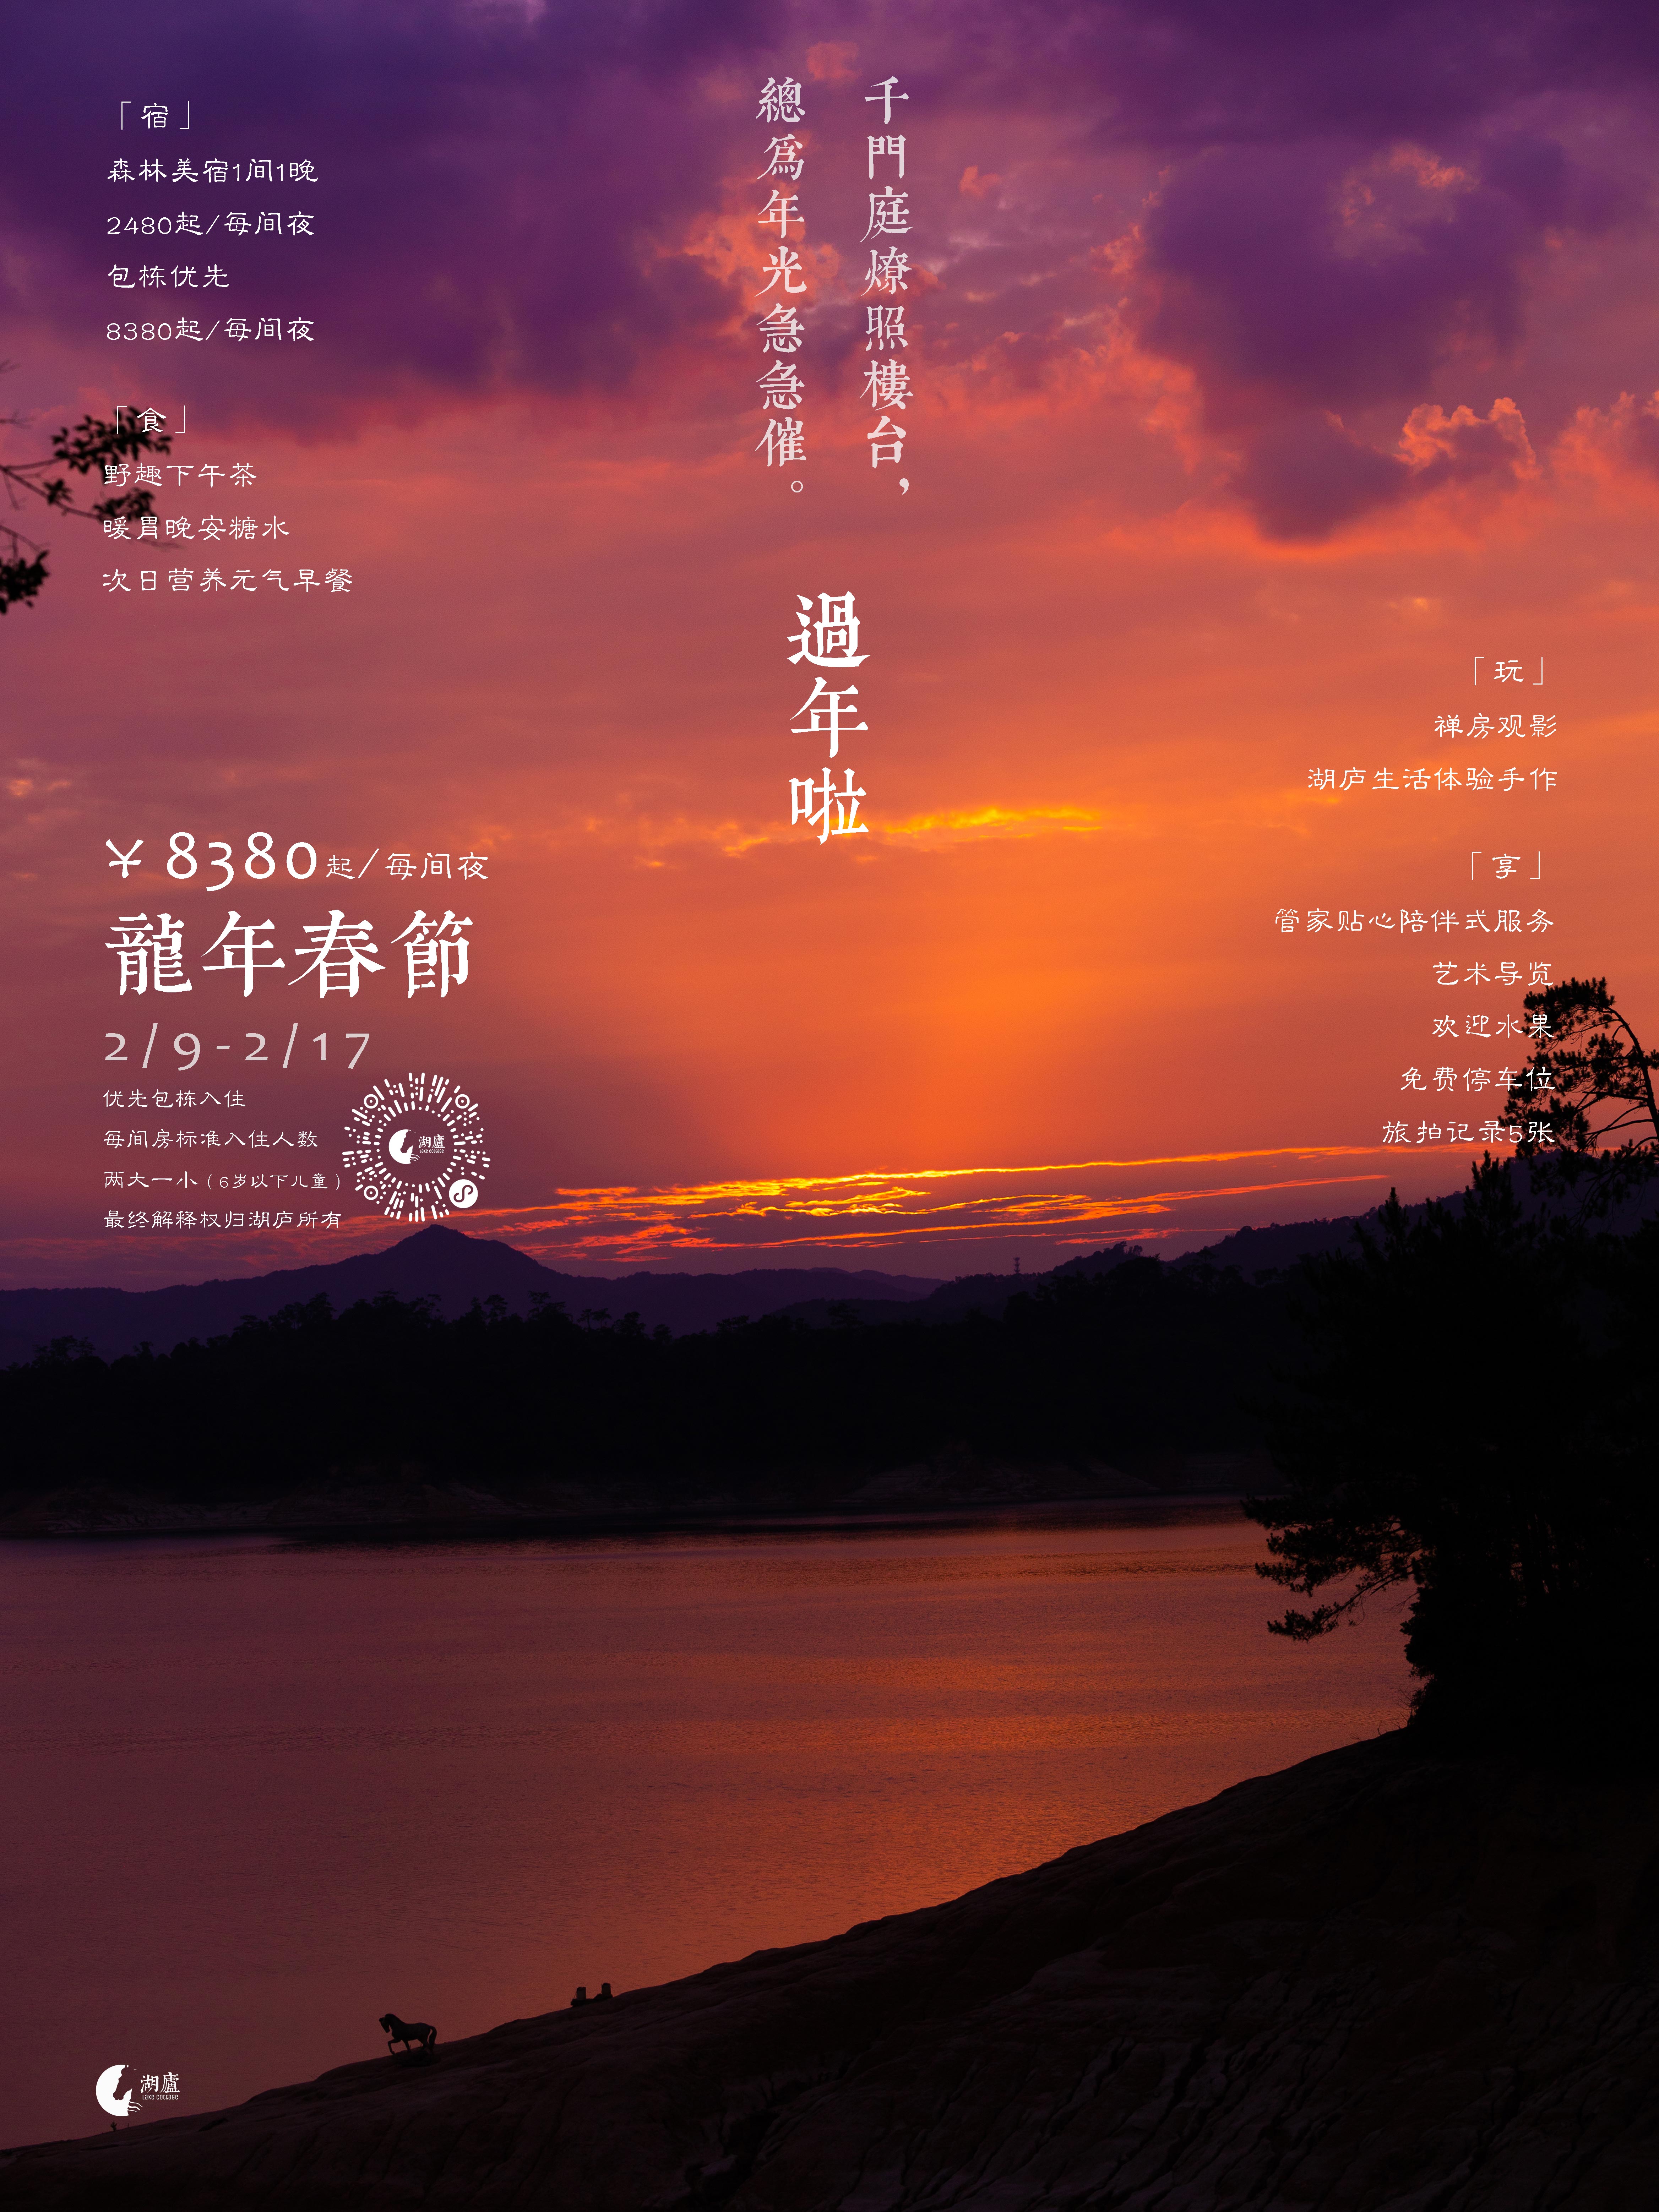 千門庭燎照樓台，
總為年光急急催。
過年啦
「宿」
森林美宿1间1晚
2480起/每间夜
包栋优先
8380起/每间夜
「食」
野趣下午茶
暖胃晚安糖水
次日营养元气早餐
「玩」
禅房观影
湖庐生活体验手作
「享」
管家贴心陪伴式服务
艺术导览
欢迎水果
免费停车位
旅拍记录5张
¥ 8380起/每间夜
龍年春節
2/9-2/17
优先包栋入住
每间房标准入住人数
两大一小（6岁以下儿童）
最终解释权归湖庐所有
湖廬
LAKE COTTAGE
湖廬
Lake Cottage